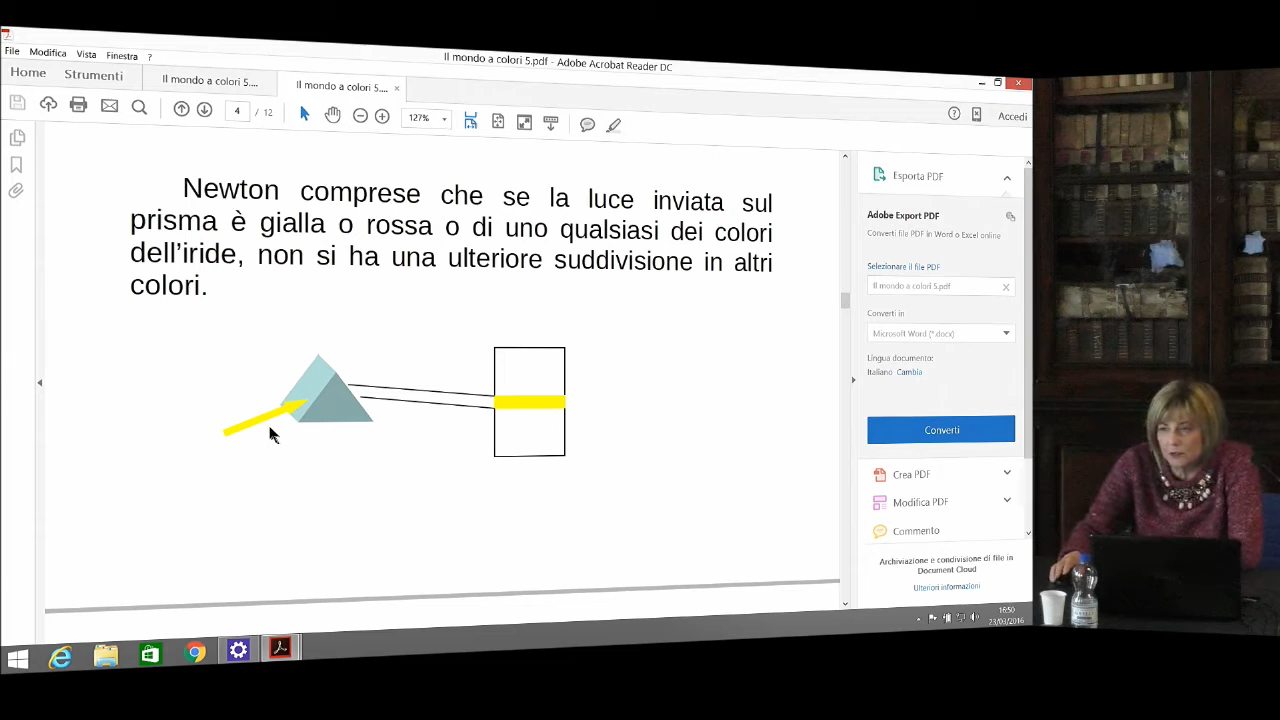 Il mondo a colori 5.pdf - Adobe Acrobat Reader DC
File Modifica Vista Finestra ?
Home Strumenti Il mondo a colori 5.... Il mondo a colori 5.... ×
4 / 12 127% Accedi
Newton comprese che se la luce inviata sul
prisma è gialla o rossa o di uno qualsiasi dei colori
dell'iride, non si ha una ulteriore suddivisione in altri
colori.
Esporta PDF
Adobe Export PDF
Converti file PDF in Word o Excel online
Selezionare il file PDF
Il mondo a colori 5.pdf
Converti in
Microsoft Word (*.docx)
Lingua documento:
Italiano Cambia
Converti
Crea PDF
Modifica PDF
Commento
Archiviazione e condivisione di file in
Document Cloud
Ulteriori informazioni
16:50
23/03/2016